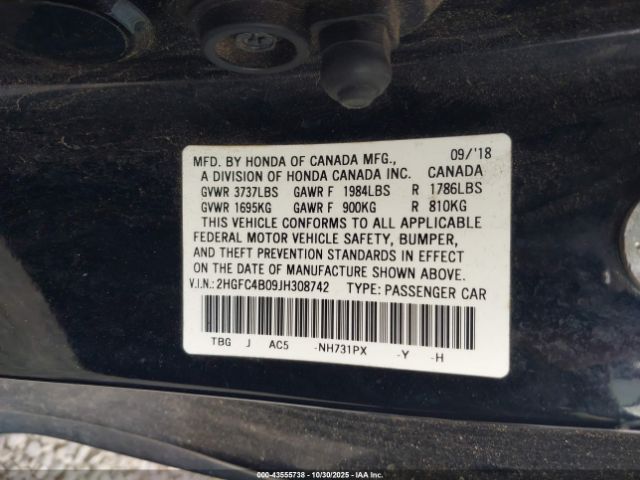 MFD. BY HONDA OF CANADA MFG., 09/'18
A DIVISION OF HONDA CANADA INC. CANADA
GVWR 3737LBS GAWR F 1984LBS R 1786LBS
GVWR 1695KG GAWR F 900KG R 810KG
THIS VEHICLE CONFORMS TO ALL APPLICABLE
FEDERAL MOTOR VEHICLE SAFETY, BUMPER,
AND THEFT PREVENTION STANDARDS IN EFFECT
ON THE DATE OF MANUFACTURE SHOWN ABOVE.
V.I.N.: 2HGFC4B09JH308742 TYPE: PASSENGER CAR
TBG J AC5 -NH731PX -Y -H
000-43555738 - 10/30/2025 - IAA